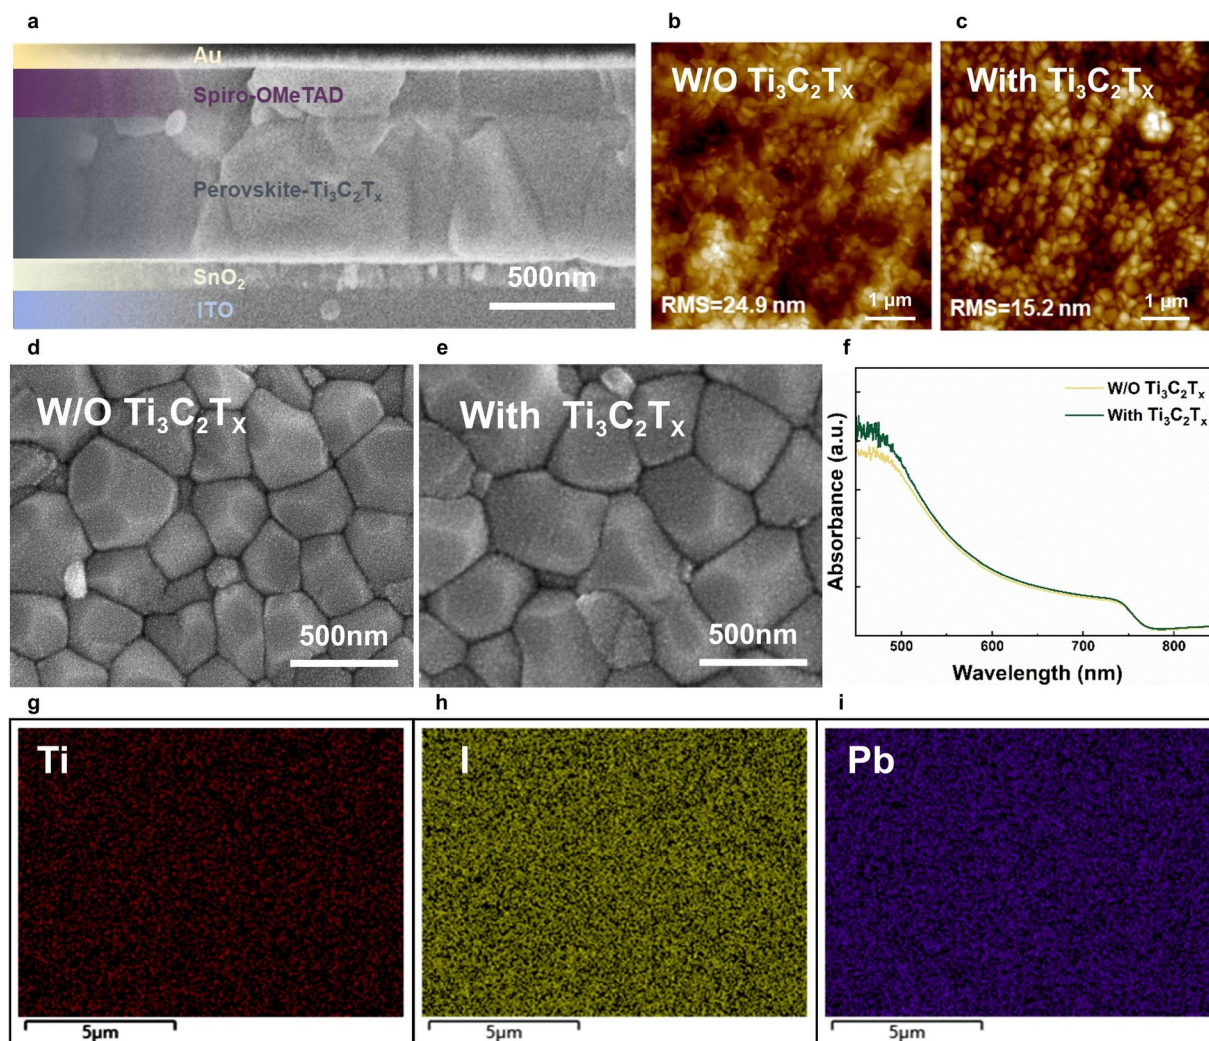 a
Au
Spiro-OMeTAD
Perovskite-Ti₃C₂Tₓ
SnO₂
ITO
500nm
b
W/O Ti₃C₂Tₓ
RMS=24.9 nm
1 μm
c
With Ti₃C₂Tₓ
RMS=15.2 nm
1 μm
d
W/O Ti₃C₂Tₓ
500nm
e
With Ti₃C₂Tₓ
500nm
f
W/O Ti₃C₂Tₓ
With Ti₃C₂Tₓ
Absorbance (a.u.)
500 600 700 800
Wavelength (nm)
g
Ti
5μm
h
I
5μm
i
Pb
5μm